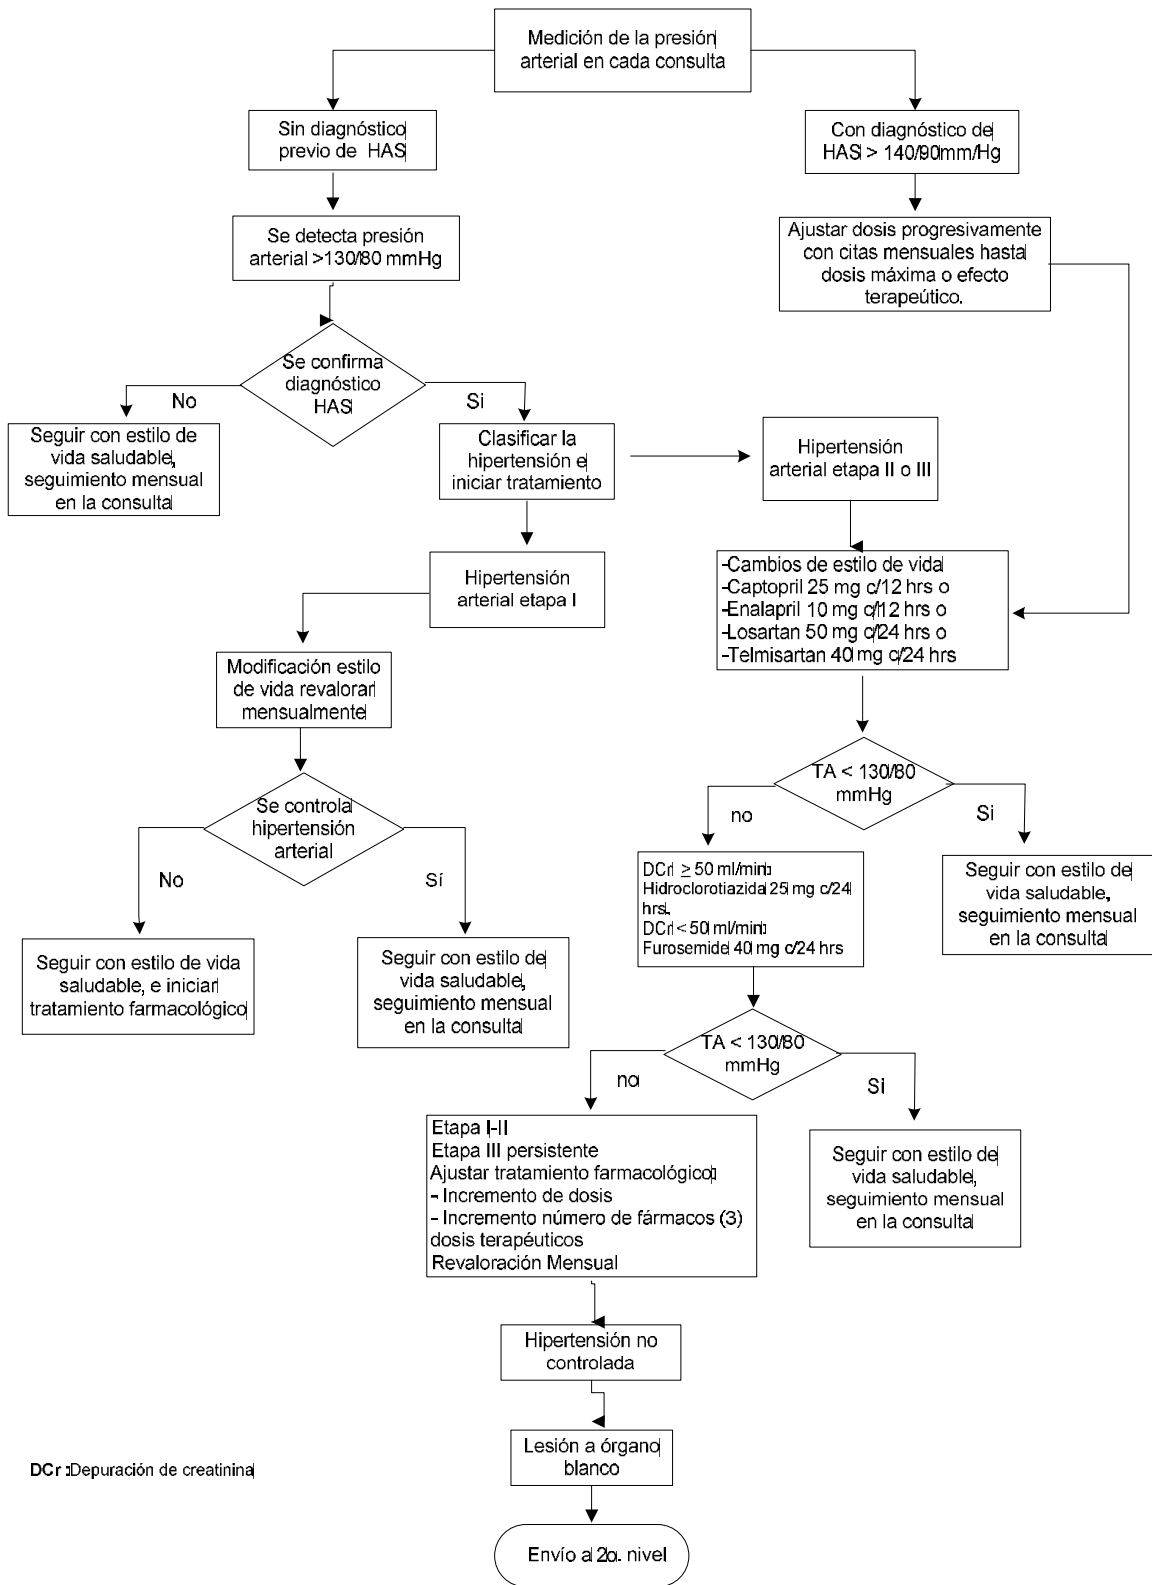 Medición de la presión
arterial en cada consulta
Sin diagnóstico
previo de HAS
Con diagnóstico de
HAS > 140/90mm/Hg
Se detecta presión
arterial >130/80 mmHg
Ajustar dosis progresivamente
con citas mensuales hasta
dosis máxima o efecto
terapeútico.
Se confirma
diagnóstico
HAS
No
Si
Seguir con estilo de
vida saludable,
seguimiento mensual
en la consulta
Clasificar la
hipertensión e
iniciar tratamiento
Hipertensión
arterial etapa II o III
Hipertensión
arterial etapa I
-Cambios de estilo de vida
-Captopril 25 mg c/12 hrs o
-Enalapril 10 mg c/12 hrs o
-Losartan 50 mg c/24 hrs o
-Telmisartan 40 mg c/24 hrs
Modificación estilo
de vida revalorar
mensualmente
TA < 130/80
mmHg
no
Si
Se controla
hipertensión
arterial
No
Sí
DCr ≥ 50 ml/min:
Hidroclorotiazida 25 mg c/24
hrs.
DCr < 50 ml/min:
Furosemide 40 mg c/24 hrs
Seguir con estilo de
vida saludable,
seguimiento mensual
en la consulta
Seguir con estilo de vida
saludable, e iniciar
tratamiento farmacológico
Seguir con estilo de
vida saludable,
seguimiento mensual
en la consulta
TA < 130/80
mmHg
no
Si
Etapa I-II
Etapa III persistente
Ajustar tratamiento farmacológico:
- Incremento de dosis
- Incremento número de fármacos (3)
dosis terapéuticos
Revaloración Mensual
Seguir con estilo de
vida saludable,
seguimiento mensual
en la consulta
Hipertensión no
controlada
Lesión a órgano
blanco
DCr :Depuración de creatinina
Envío al 2o. nivel